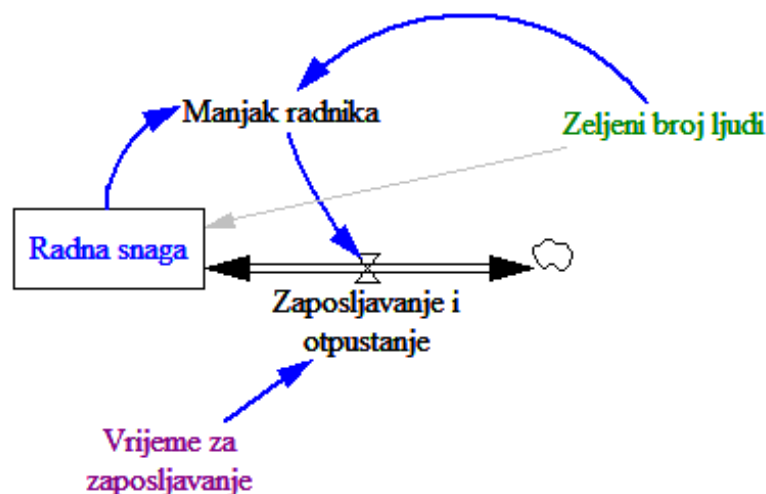 Manjak radnika
Zeljeni broj ljudi
Radna snaga
Zaposljavanje i
otpustanje
Vrijeme za
zaposljavanje